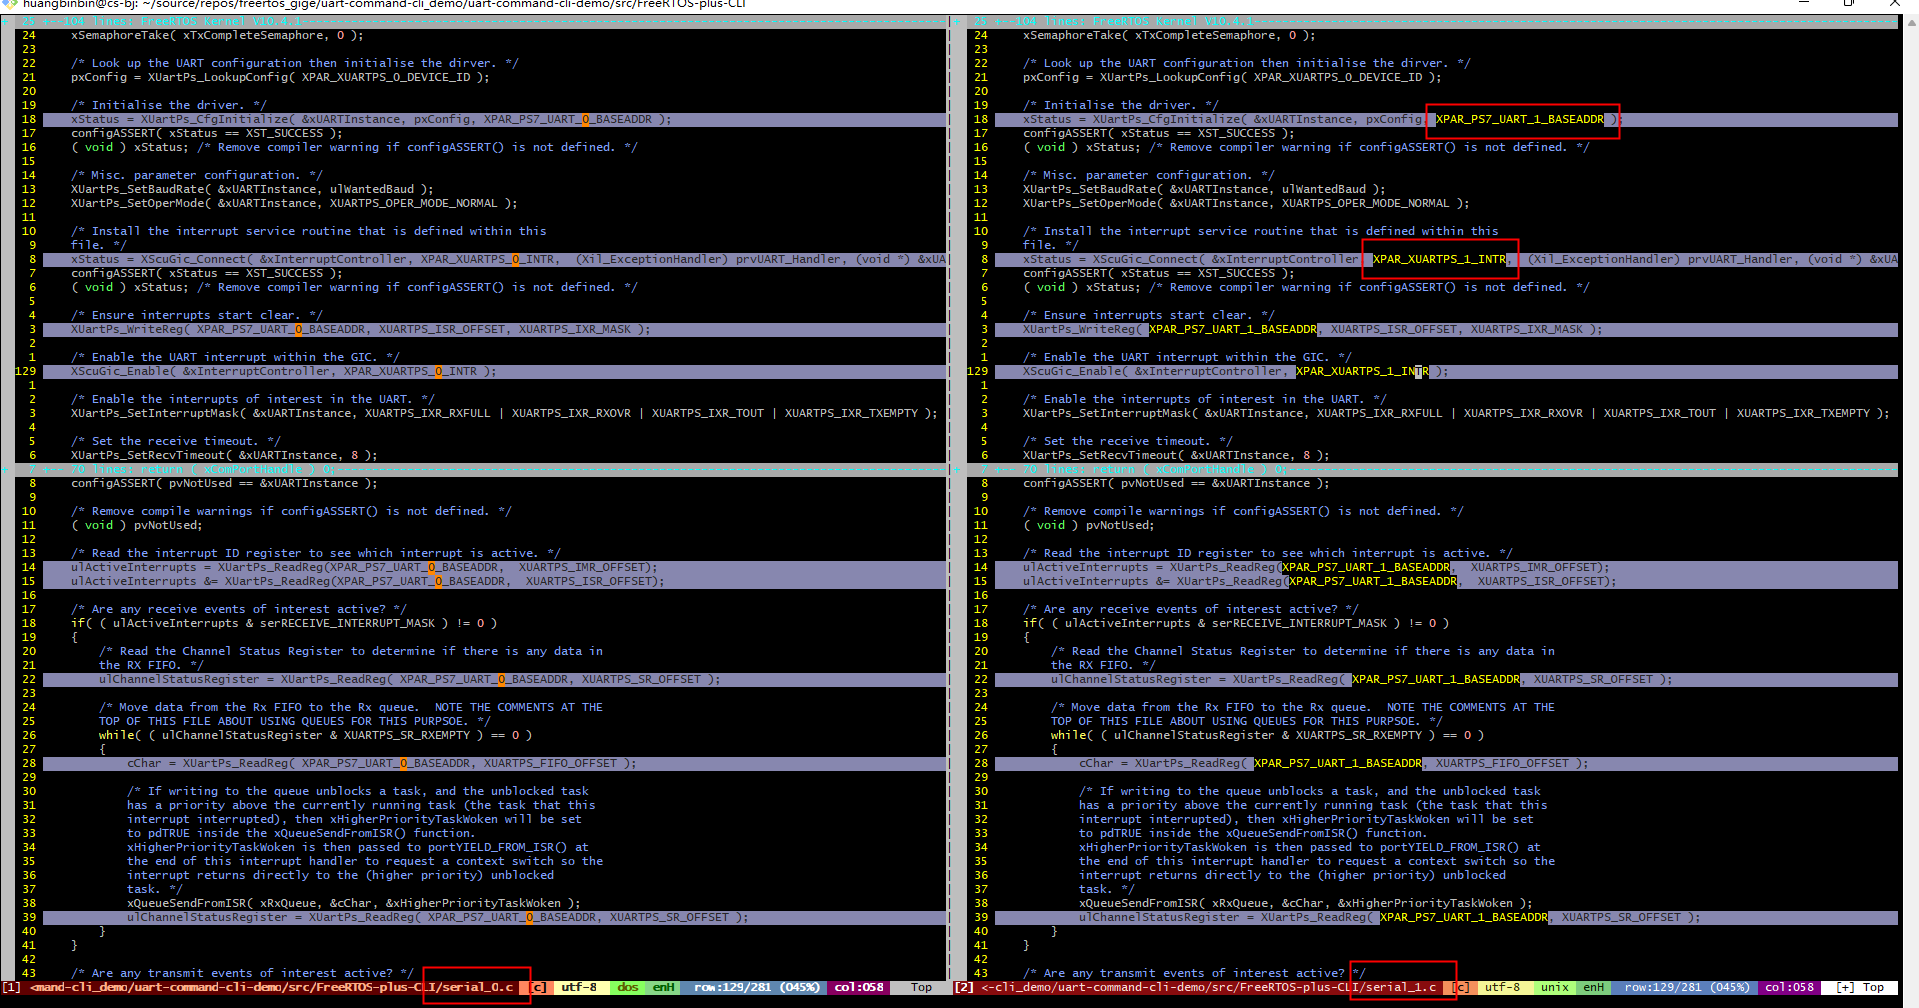 huangbinbin@cs-bj: ~/source/repos/freertos_gige/uart-command-cli_demo/uart-command-cli-demo/src/FreeRTOS-plus-CLI
+ 25 +--104 lines: FreeRTOS Kernel V10.4.1
24 xSemaphoreTake( xTxCompleteSemaphore, 0 );
23
22 /* Look up the UART configuration then initialise the dirver. */
21 pxConfig = XUartPs_LookupConfig( XPAR_XUARTPS_0_DEVICE_ID );
20
19 /* Initialise the driver. */
18 xStatus = XUartPs_CfgInitialize( &xUARTInstance, pxConfig, XPAR_PS7_UART_0_BASEADDR );
17 configASSERT( xStatus == XST_SUCCESS );
16 ( void ) xStatus; /* Remove compiler warning if configASSERT() is not defined. */
15
14 /* Misc. parameter configuration. */
13 XUartPs_SetBaudRate( &xUARTInstance, ulWantedBaud );
12 XUartPs_SetOperMode( &xUARTInstance, XUARTPS_OPER_MODE_NORMAL );
11
10 /* Install the interrupt service routine that is defined within this
9 file. */
8 xStatus = XScuGic_Connect( &xInterruptController, XPAR_XUARTPS_0_INTR,  (Xil_ExceptionHandler) prvUART_Handler, (void *) &xUA
7 configASSERT( xStatus == XST_SUCCESS );
6 ( void ) xStatus; /* Remove compiler warning if configASSERT() is not defined. */
5
4 /* Ensure interrupts start clear. */
3 XUartPs_WriteReg( XPAR_PS7_UART_0_BASEADDR, XUARTPS_ISR_OFFSET, XUARTPS_IXR_MASK );
2
1 /* Enable the UART interrupt within the GIC. */
129 XScuGic_Enable( &xInterruptController, XPAR_XUARTPS_0_INTR );
1
2 /* Enable the interrupts of interest in the UART. */
3 XUartPs_SetInterruptMask( &xUARTInstance, XUARTPS_IXR_RXFULL | XUARTPS_IXR_RXOVR | XUARTPS_IXR_TOUT | XUARTPS_IXR_TXEMPTY );
4
5 /* Set the receive timeout. */
6 XUartPs_SetRecvTimeout( &xUARTInstance, 8 );
+ 7 +-- 70 lines: return ( xComPortHandle ) 0;
8 configASSERT( pvNotUsed == &xUARTInstance );
9
10 /* Remove compile warnings if configASSERT() is not defined. */
11 ( void ) pvNotUsed;
12
13 /* Read the interrupt ID register to see which interrupt is active. */
14 ulActiveInterrupts = XUartPs_ReadReg(XPAR_PS7_UART_0_BASEADDR,  XUARTPS_IMR_OFFSET);
15 ulActiveInterrupts &= XUartPs_ReadReg(XPAR_PS7_UART_0_BASEADDR,  XUARTPS_ISR_OFFSET);
16
17 /* Are any receive events of interest active? */
18 if( ( ulActiveInterrupts & serRECEIVE_INTERRUPT_MASK ) != 0 )
19 {
20 /* Read the Channel Status Register to determine if there is any data in
21 the RX FIFO. */
22 ulChannelStatusRegister = XUartPs_ReadReg( XPAR_PS7_UART_0_BASEADDR, XUARTPS_SR_OFFSET );
23
24 /* Move data from the Rx FIFO to the Rx queue.  NOTE THE COMMENTS AT THE
25 TOP OF THIS FILE ABOUT USING QUEUES FOR THIS PURPSOE. */
26 while( ( ulChannelStatusRegister & XUARTPS_SR_RXEMPTY ) == 0 )
27 {
28 cChar = XUartPs_ReadReg( XPAR_PS7_UART_0_BASEADDR, XUARTPS_FIFO_OFFSET );
29
30 /* If writing to the queue unblocks a task, and the unblocked task
31 has a priority above the currently running task (the task that this
32 interrupt interrupted), then xHigherPriorityTaskWoken will be set
33 to pdTRUE inside the xQueueSendFromISR() function.
34 xHigherPriorityTaskWoken is then passed to portYIELD_FROM_ISR() at
35 the end of this interrupt handler to request a context switch so the
36 interrupt returns directly to the (higher priority) unblocked
37 task. */
38 xQueueSendFromISR( xRxQueue, &cChar, &xHigherPriorityTaskWoken );
39 ulChannelStatusRegister = XUartPs_ReadReg( XPAR_PS7_UART_0_BASEADDR, XUARTPS_SR_OFFSET );
40 }
41 }
42
43 /* Are any transmit events of interest active? */
[1] <mand-cli_demo/uart-command-cli-demo/src/FreeRTOS-plus-CLI/serial_0.c [c] utf-8 dos enH row:129/281 (045%) col:058 Top
+ 25 +--104 lines: FreeRTOS Kernel V10.4.1
24 xSemaphoreTake( xTxCompleteSemaphore, 0 );
23
22 /* Look up the UART configuration then initialise the dirver. */
21 pxConfig = XUartPs_LookupConfig( XPAR_XUARTPS_0_DEVICE_ID );
20
19 /* Initialise the driver. */
18 xStatus = XUartPs_CfgInitialize( &xUARTInstance, pxConfig, XPAR_PS7_UART_1_BASEADDR );
17 configASSERT( xStatus == XST_SUCCESS );
16 ( void ) xStatus; /* Remove compiler warning if configASSERT() is not defined. */
15
14 /* Misc. parameter configuration. */
13 XUartPs_SetBaudRate( &xUARTInstance, ulWantedBaud );
12 XUartPs_SetOperMode( &xUARTInstance, XUARTPS_OPER_MODE_NORMAL );
11
10 /* Install the interrupt service routine that is defined within this
9 file. */
8 xStatus = XScuGic_Connect( &xInterruptController, XPAR_XUARTPS_1_INTR,  (Xil_ExceptionHandler) prvUART_Handler, (void *) &xUA
7 configASSERT( xStatus == XST_SUCCESS );
6 ( void ) xStatus; /* Remove compiler warning if configASSERT() is not defined. */
5
4 /* Ensure interrupts start clear. */
3 XUartPs_WriteReg( XPAR_PS7_UART_1_BASEADDR, XUARTPS_ISR_OFFSET, XUARTPS_IXR_MASK );
2
1 /* Enable the UART interrupt within the GIC. */
129 XScuGic_Enable( &xInterruptController, XPAR_XUARTPS_1_INTR );
1
2 /* Enable the interrupts of interest in the UART. */
3 XUartPs_SetInterruptMask( &xUARTInstance, XUARTPS_IXR_RXFULL | XUARTPS_IXR_RXOVR | XUARTPS_IXR_TOUT | XUARTPS_IXR_TXEMPTY );
4
5 /* Set the receive timeout. */
6 XUartPs_SetRecvTimeout( &xUARTInstance, 8 );
+ 7 +-- 70 lines: return ( xComPortHandle ) 0;
8 configASSERT( pvNotUsed == &xUARTInstance );
9
10 /* Remove compile warnings if configASSERT() is not defined. */
11 ( void ) pvNotUsed;
12
13 /* Read the interrupt ID register to see which interrupt is active. */
14 ulActiveInterrupts = XUartPs_ReadReg(XPAR_PS7_UART_1_BASEADDR,  XUARTPS_IMR_OFFSET);
15 ulActiveInterrupts &= XUartPs_ReadReg(XPAR_PS7_UART_1_BASEADDR,  XUARTPS_ISR_OFFSET);
16
17 /* Are any receive events of interest active? */
18 if( ( ulActiveInterrupts & serRECEIVE_INTERRUPT_MASK ) != 0 )
19 {
20 /* Read the Channel Status Register to determine if there is any data in
21 the RX FIFO. */
22 ulChannelStatusRegister = XUartPs_ReadReg( XPAR_PS7_UART_1_BASEADDR, XUARTPS_SR_OFFSET );
23
24 /* Move data from the Rx FIFO to the Rx queue.  NOTE THE COMMENTS AT THE
25 TOP OF THIS FILE ABOUT USING QUEUES FOR THIS PURPSOE. */
26 while( ( ulChannelStatusRegister & XUARTPS_SR_RXEMPTY ) == 0 )
27 {
28 cChar = XUartPs_ReadReg( XPAR_PS7_UART_1_BASEADDR, XUARTPS_FIFO_OFFSET );
29
30 /* If writing to the queue unblocks a task, and the unblocked task
31 has a priority above the currently running task (the task that this
32 interrupt interrupted), then xHigherPriorityTaskWoken will be set
33 to pdTRUE inside the xQueueSendFromISR() function.
34 xHigherPriorityTaskWoken is then passed to portYIELD_FROM_ISR() at
35 the end of this interrupt handler to request a context switch so the
36 interrupt returns directly to the (higher priority) unblocked
37 task. */
38 xQueueSendFromISR( xRxQueue, &cChar, &xHigherPriorityTaskWoken );
39 ulChannelStatusRegister = XUartPs_ReadReg( XPAR_PS7_UART_1_BASEADDR, XUARTPS_SR_OFFSET );
40 }
41 }
42
43 /* Are any transmit events of interest active? */
[2] <-cli_demo/uart-command-cli-demo/src/FreeRTOS-plus-CLI/serial_1.c [c] utf-8 unix enH row:129/281 (045%) col:058 [+] Top